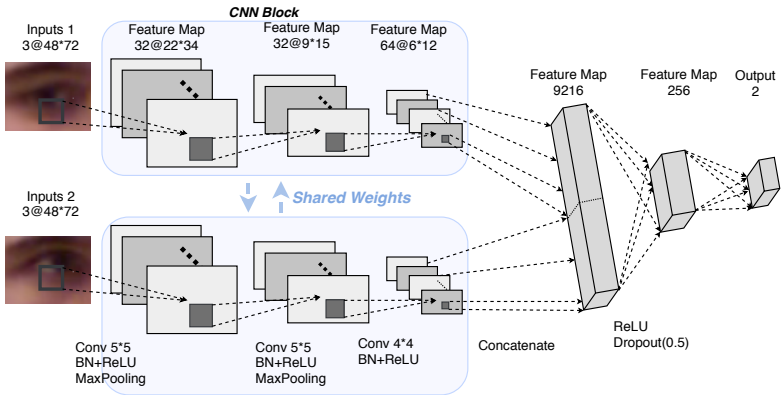 CNN Block
Inputs 1
3@48*72
Feature Map
32@22*34
Feature Map
32@9*15
Feature Map
64@6*12
Feature Map
9216
Feature Map
256
Output
2
Shared Weights
Inputs 2
3@48*72
Conv 5*5
BN+ReLU
MaxPooling
Conv 5*5
BN+ReLU
MaxPooling
Conv 4*4
BN+ReLU
Concatenate
ReLU
Dropout(0.5)